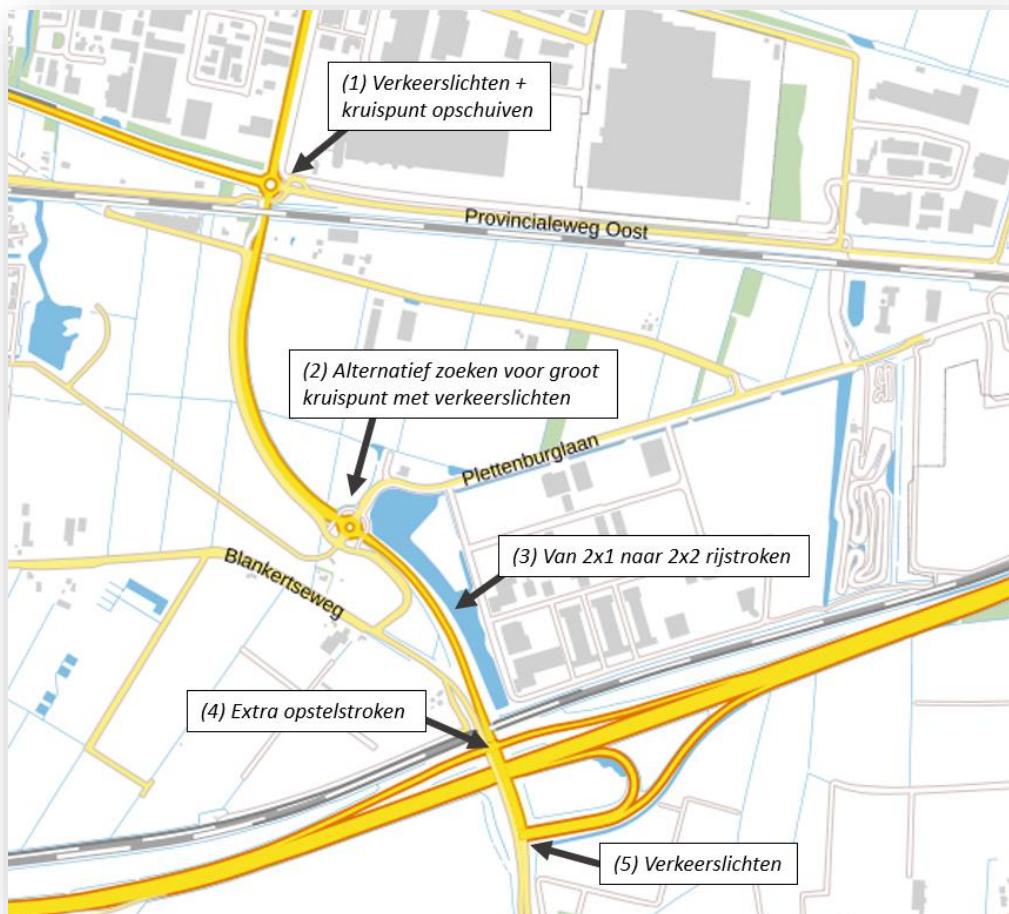 (1) Verkeerslichten +
kruispunt opschuiven
Provincialeweg Oost
(2) Alternatief zoeken voor groot
kruispunt met verkeerslichten
Plettenburglaan
(3) Van 2x1 naar 2x2 rijstroken
Blankertseweg
(4) Extra opstelstroken
(5) Verkeerslichten